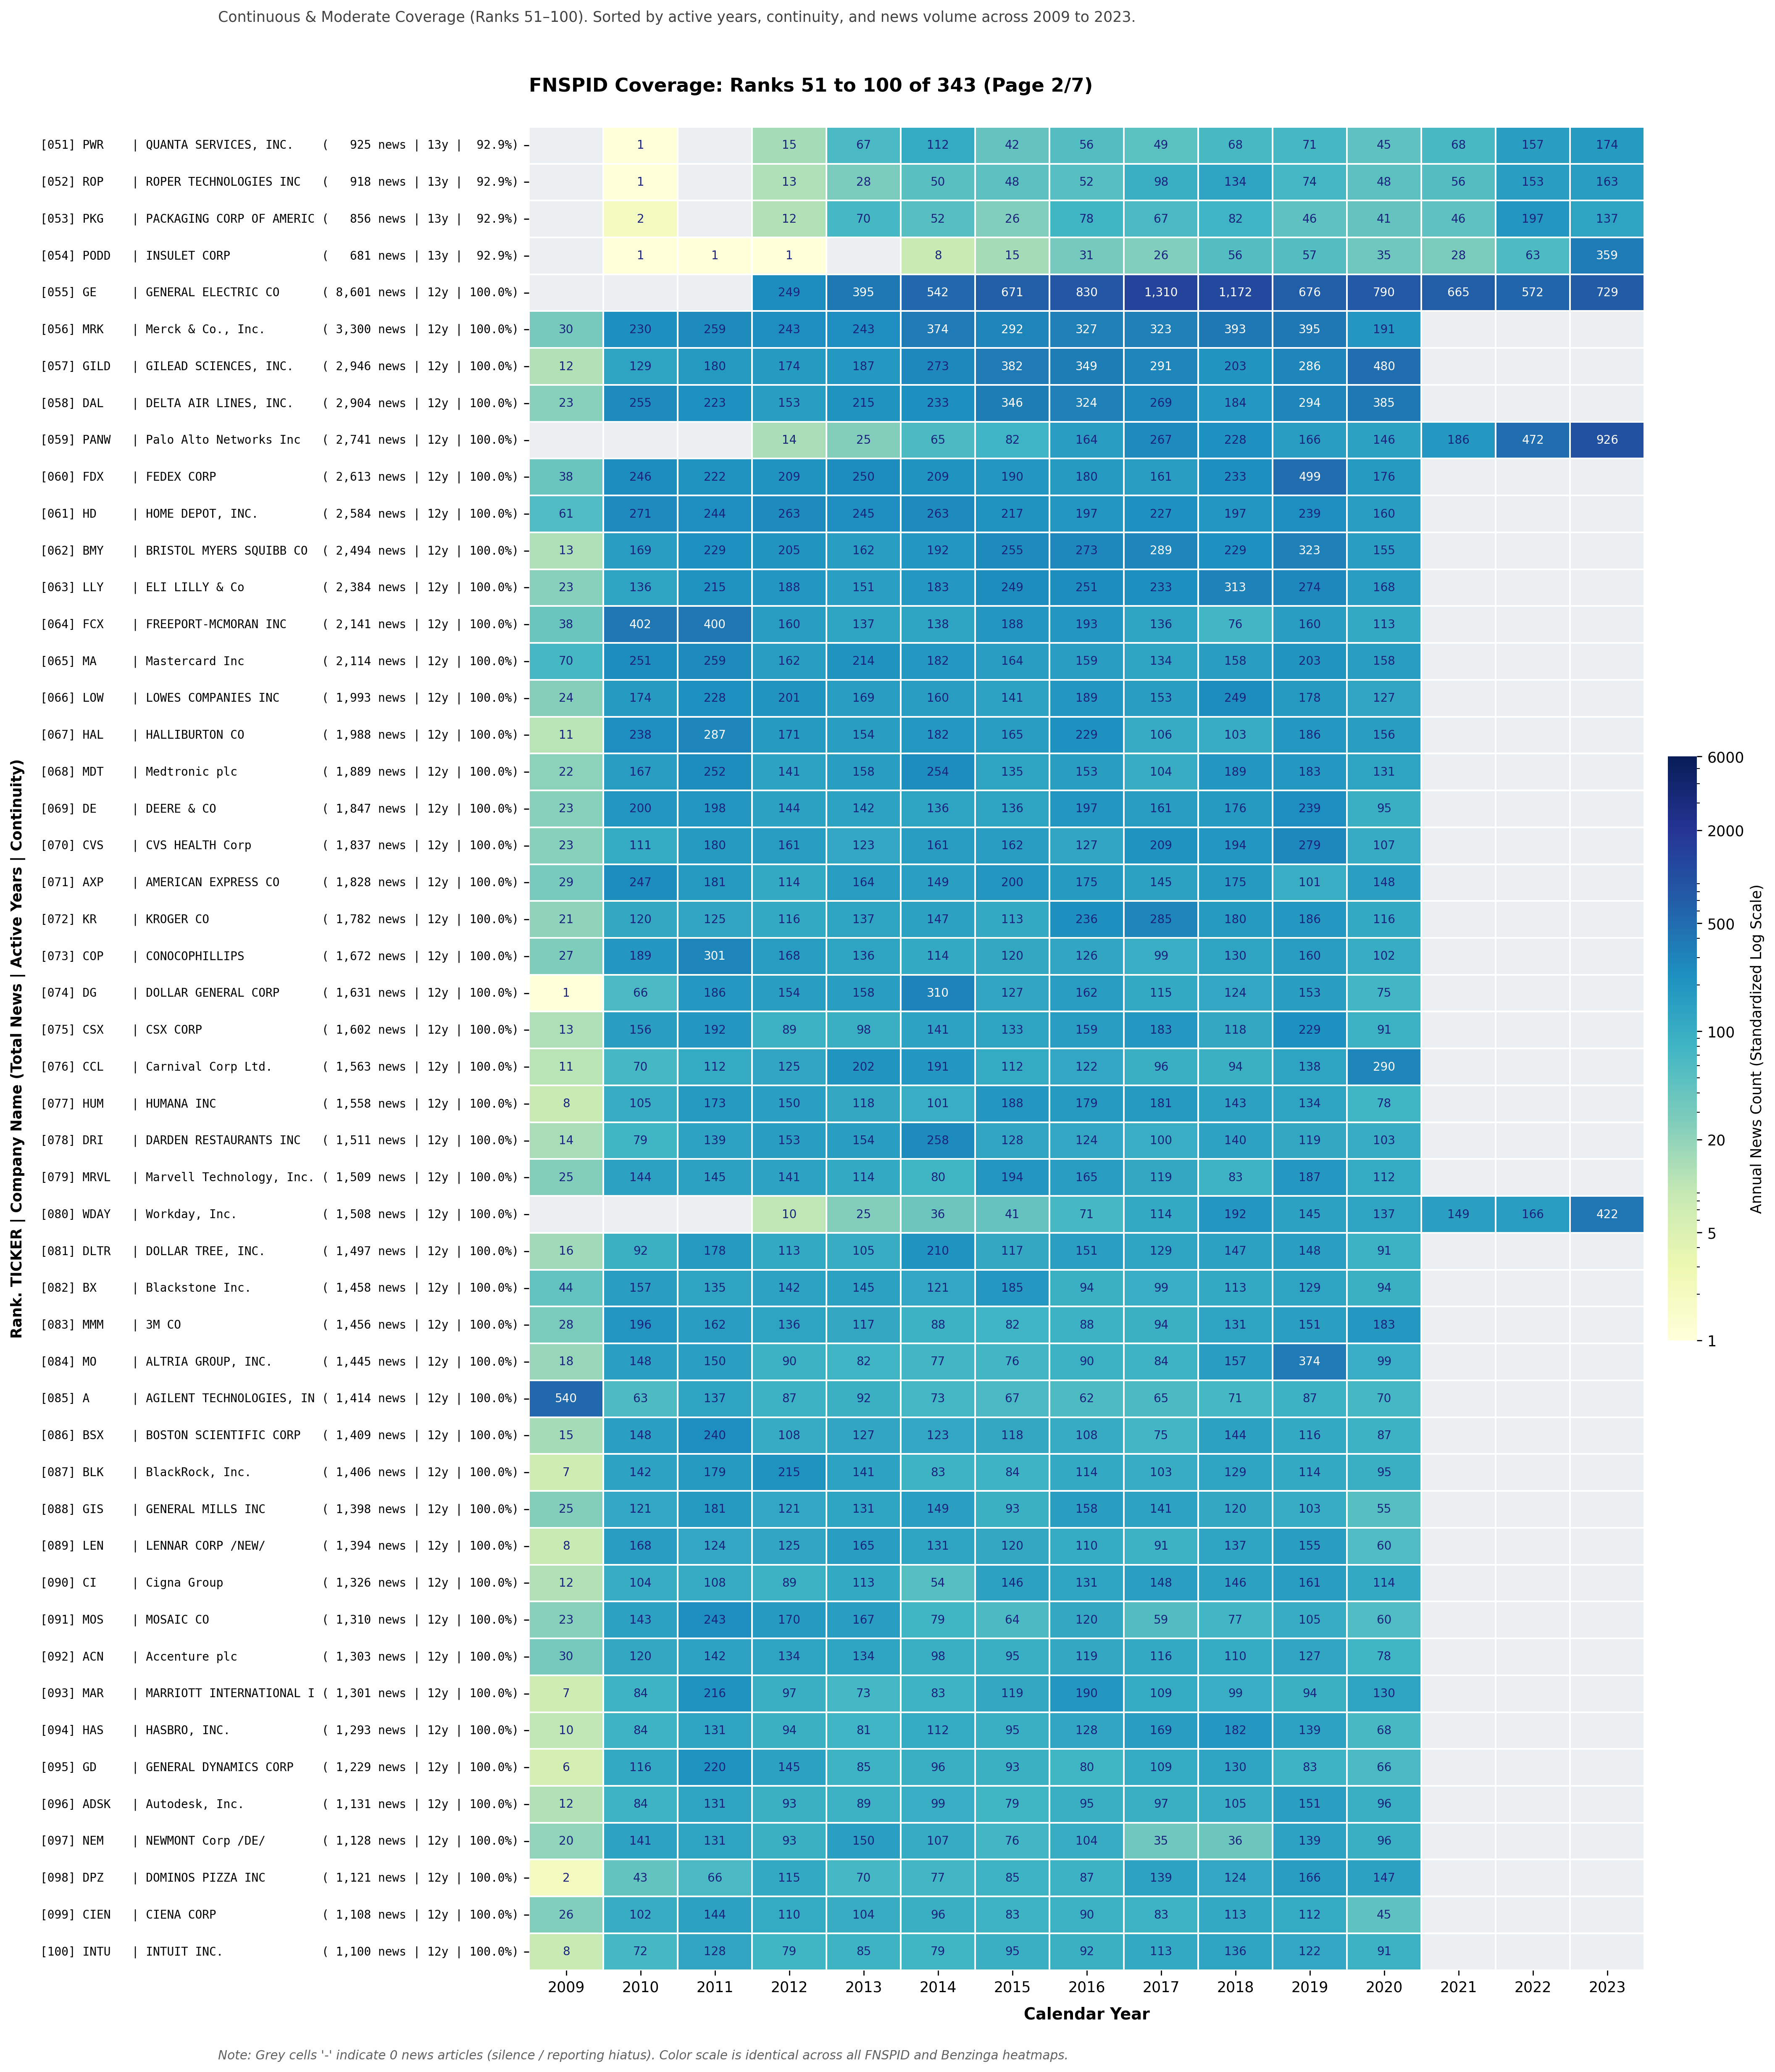 Continuous & Moderate Coverage (Ranks 51–100). Sorted by active years, continuity, and news volume across 2009 to 2023.
FNSPID Coverage: Ranks 51 to 100 of 343 (Page 2/7)
[051] PWR | QUANTA SERVICES, INC. ( 925 news | 13y | 92.9%) 1 15 67 112 42 56 49 68 71 45 68 157 174
[052] ROP | ROPER TECHNOLOGIES INC ( 918 news | 13y | 92.9%) 1 13 28 50 48 52 98 134 74 48 56 153 163
[053] PKG | PACKAGING CORP OF AMERIC ( 856 news | 13y | 92.9%) 2 12 70 52 26 78 67 82 46 41 46 197 137
[054] PODD | INSULET CORP ( 681 news | 13y | 92.9%) 1 1 1 8 15 31 26 56 57 35 28 63 359
[055] GE | GENERAL ELECTRIC CO ( 8,601 news | 12y | 100.0%) 249 395 542 671 830 1,310 1,172 676 790 665 572 729
[056] MRK | Merck & Co., Inc. ( 3,300 news | 12y | 100.0%) 30 230 259 243 243 374 292 327 323 393 395 191
[057] GILD | GILEAD SCIENCES, INC. ( 2,946 news | 12y | 100.0%) 12 129 180 174 187 273 382 349 291 203 286 480
[058] DAL | DELTA AIR LINES, INC. ( 2,904 news | 12y | 100.0%) 23 255 223 153 215 233 346 324 269 184 294 385
[059] PANW | Palo Alto Networks Inc ( 2,741 news | 12y | 100.0%) 14 25 65 82 164 267 228 166 146 186 472 926
[060] FDX | FEDEX CORP ( 2,613 news | 12y | 100.0%) 38 246 222 209 250 209 190 180 161 233 499 176
[061] HD | HOME DEPOT, INC. ( 2,584 news | 12y | 100.0%) 61 271 244 263 245 263 217 197 227 197 239 160
[062] BMY | BRISTOL MYERS SQUIBB CO ( 2,494 news | 12y | 100.0%) 13 169 229 205 162 192 255 273 289 229 323 155
[063] LLY | ELI LILLY & Co ( 2,384 news | 12y | 100.0%) 23 136 215 188 151 183 249 251 233 313 274 168
[064] FCX | FREEPORT-MCMORAN INC ( 2,141 news | 12y | 100.0%) 38 402 400 160 137 138 188 193 136 76 160 113
[065] MA | Mastercard Inc ( 2,114 news | 12y | 100.0%) 70 251 259 162 214 182 164 159 134 158 203 158
[066] LOW | LOWES COMPANIES INC ( 1,993 news | 12y | 100.0%) 24 174 228 201 169 160 141 189 153 249 178 127
[067] HAL | HALLIBURTON CO ( 1,988 news | 12y | 100.0%) 11 238 287 171 154 182 165 229 106 103 186 156
[068] MDT | Medtronic plc ( 1,889 news | 12y | 100.0%) 22 167 252 141 158 254 135 153 104 189 183 131
[069] DE | DEERE & CO ( 1,847 news | 12y | 100.0%) 23 200 198 144 142 136 136 197 161 176 239 95
[070] CVS | CVS HEALTH Corp ( 1,837 news | 12y | 100.0%) 23 111 180 161 123 161 162 127 209 194 279 107
[071] AXP | AMERICAN EXPRESS CO ( 1,828 news | 12y | 100.0%) 29 247 181 114 164 149 200 175 145 175 101 148
[072] KR | KROGER CO ( 1,782 news | 12y | 100.0%) 21 120 125 116 137 147 113 236 285 180 186 116
[073] COP | CONOCOPHILLIPS ( 1,672 news | 12y | 100.0%) 27 189 301 168 136 114 120 126 99 130 160 102
[074] DG | DOLLAR GENERAL CORP ( 1,631 news | 12y | 100.0%) 1 66 186 154 158 310 127 162 115 124 153 75
[075] CSX | CSX CORP ( 1,602 news | 12y | 100.0%) 13 156 192 89 98 141 133 159 183 118 229 91
[076] CCL | Carnival Corp Ltd. ( 1,563 news | 12y | 100.0%) 11 70 112 125 202 191 112 122 96 94 138 290
[077] HUM | HUMANA INC ( 1,558 news | 12y | 100.0%) 8 105 173 150 118 101 188 179 181 143 134 78
[078] DRI | DARDEN RESTAURANTS INC ( 1,511 news | 12y | 100.0%) 14 79 139 153 154 258 128 124 100 140 119 103
[079] MRVL | Marvell Technology, Inc. ( 1,509 news | 12y | 100.0%) 25 144 145 141 114 80 194 165 119 83 187 112
[080] WDAY | Workday, Inc. ( 1,508 news | 12y | 100.0%) 10 25 36 41 71 114 192 145 137 149 166 422
[081] DLTR | DOLLAR TREE, INC. ( 1,497 news | 12y | 100.0%) 16 92 178 113 105 210 117 151 129 147 148 91
[082] BX | Blackstone Inc. ( 1,458 news | 12y | 100.0%) 44 157 135 142 145 121 185 94 99 113 129 94
[083] MMM | 3M CO ( 1,456 news | 12y | 100.0%) 28 196 162 136 117 88 82 88 94 131 151 183
[084] MO | ALTRIA GROUP, INC. ( 1,445 news | 12y | 100.0%) 18 148 150 90 82 77 76 90 84 157 374 99
[085] A | AGILENT TECHNOLOGIES, IN ( 1,414 news | 12y | 100.0%) 540 63 137 87 92 73 67 62 65 71 87 70
[086] BSX | BOSTON SCIENTIFIC CORP ( 1,409 news | 12y | 100.0%) 15 148 240 108 127 123 118 108 75 144 116 87
[087] BLK | BlackRock, Inc. ( 1,406 news | 12y | 100.0%) 7 142 179 215 141 83 84 114 103 129 114 95
[088] GIS | GENERAL MILLS INC ( 1,398 news | 12y | 100.0%) 25 121 181 121 131 149 93 158 141 120 103 55
[089] LEN | LENNAR CORP /NEW/ ( 1,394 news | 12y | 100.0%) 8 168 124 125 165 131 120 110 91 137 155 60
[090] CI | Cigna Group ( 1,326 news | 12y | 100.0%) 12 104 108 89 113 54 146 131 148 146 161 114
[091] MOS | MOSAIC CO ( 1,310 news | 12y | 100.0%) 23 143 243 170 167 79 64 120 59 77 105 60
[092] ACN | Accenture plc ( 1,303 news | 12y | 100.0%) 30 120 142 134 134 98 95 119 116 110 127 78
[093] MAR | MARRIOTT INTERNATIONAL I ( 1,301 news | 12y | 100.0%) 7 84 216 97 73 83 119 190 109 99 94 130
[094] HAS | HASBRO, INC. ( 1,293 news | 12y | 100.0%) 10 84 131 94 81 112 95 128 169 182 139 68
[095] GD | GENERAL DYNAMICS CORP ( 1,229 news | 12y | 100.0%) 6 116 220 145 85 96 93 80 109 130 83 66
[096] ADSK | Autodesk, Inc. ( 1,131 news | 12y | 100.0%) 12 84 131 93 89 99 79 95 97 105 151 96
[097] NEM | NEWMONT Corp /DE/ ( 1,128 news | 12y | 100.0%) 20 141 131 93 150 107 76 104 35 36 139 96
[098] DPZ | DOMINOS PIZZA INC ( 1,121 news | 12y | 100.0%) 2 43 66 115 70 77 85 87 139 124 166 147
[099] CIEN | CIENA CORP ( 1,108 news | 12y | 100.0%) 26 102 144 110 104 96 83 90 83 113 112 45
[100] INTU | INTUIT INC. ( 1,100 news | 12y | 100.0%) 8 72 128 79 85 79 95 92 113 136 122 91
2009 2010 2011 2012 2013 2014 2015 2016 2017 2018 2019 2020 2021 2022 2023
Calendar Year
Rank. TICKER | Company Name (Total News | Active Years | Continuity)
6000
2000
500
100
20
5
1
Annual News Count (Standardized Log Scale)
Note: Grey cells '-' indicate 0 news articles (silence / reporting hiatus). Color scale is identical across all FNSPID and Benzinga heatmaps.